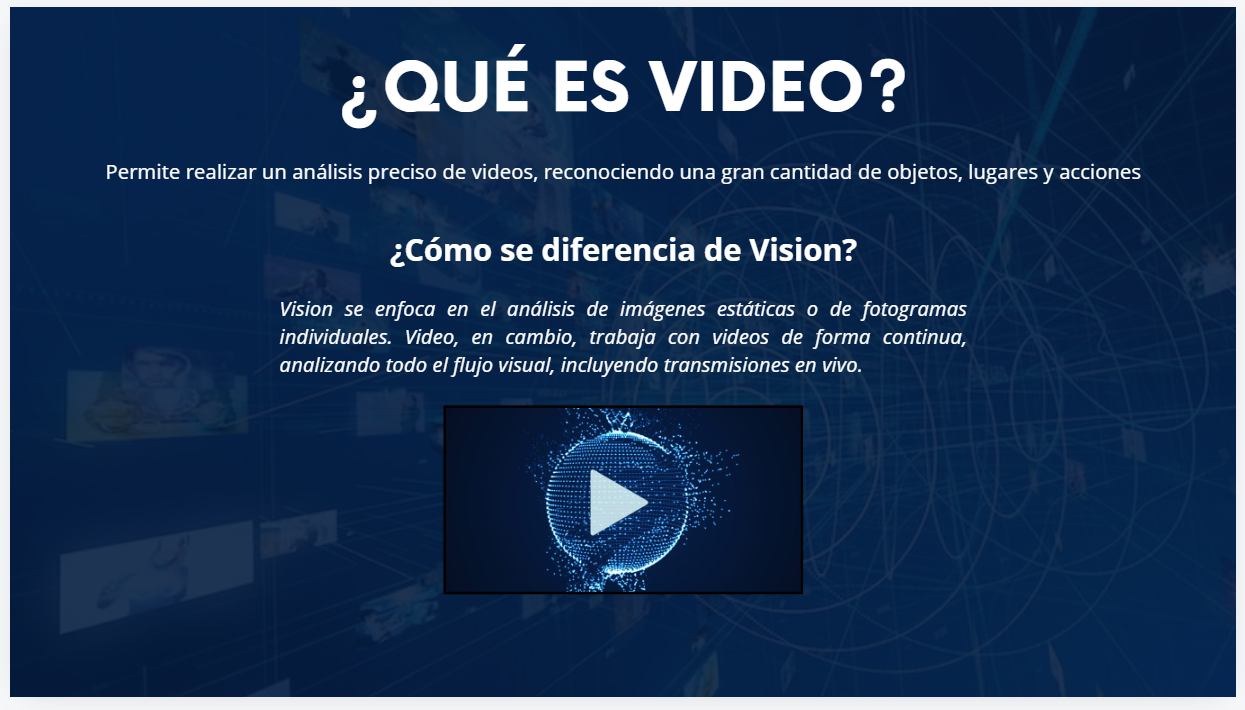 ¿QUÉ ES VIDEO?
Permite realizar un análisis preciso de videos, reconociendo una gran cantidad de objetos, lugares y acciones
¿Cómo se diferencia de Vision?
Vision se enfoca en el análisis de imágenes estáticas o de fotogramas
individuales. Video, en cambio, trabaja con videos de forma continua,
analizando todo el flujo visual, incluyendo transmisiones en vivo.